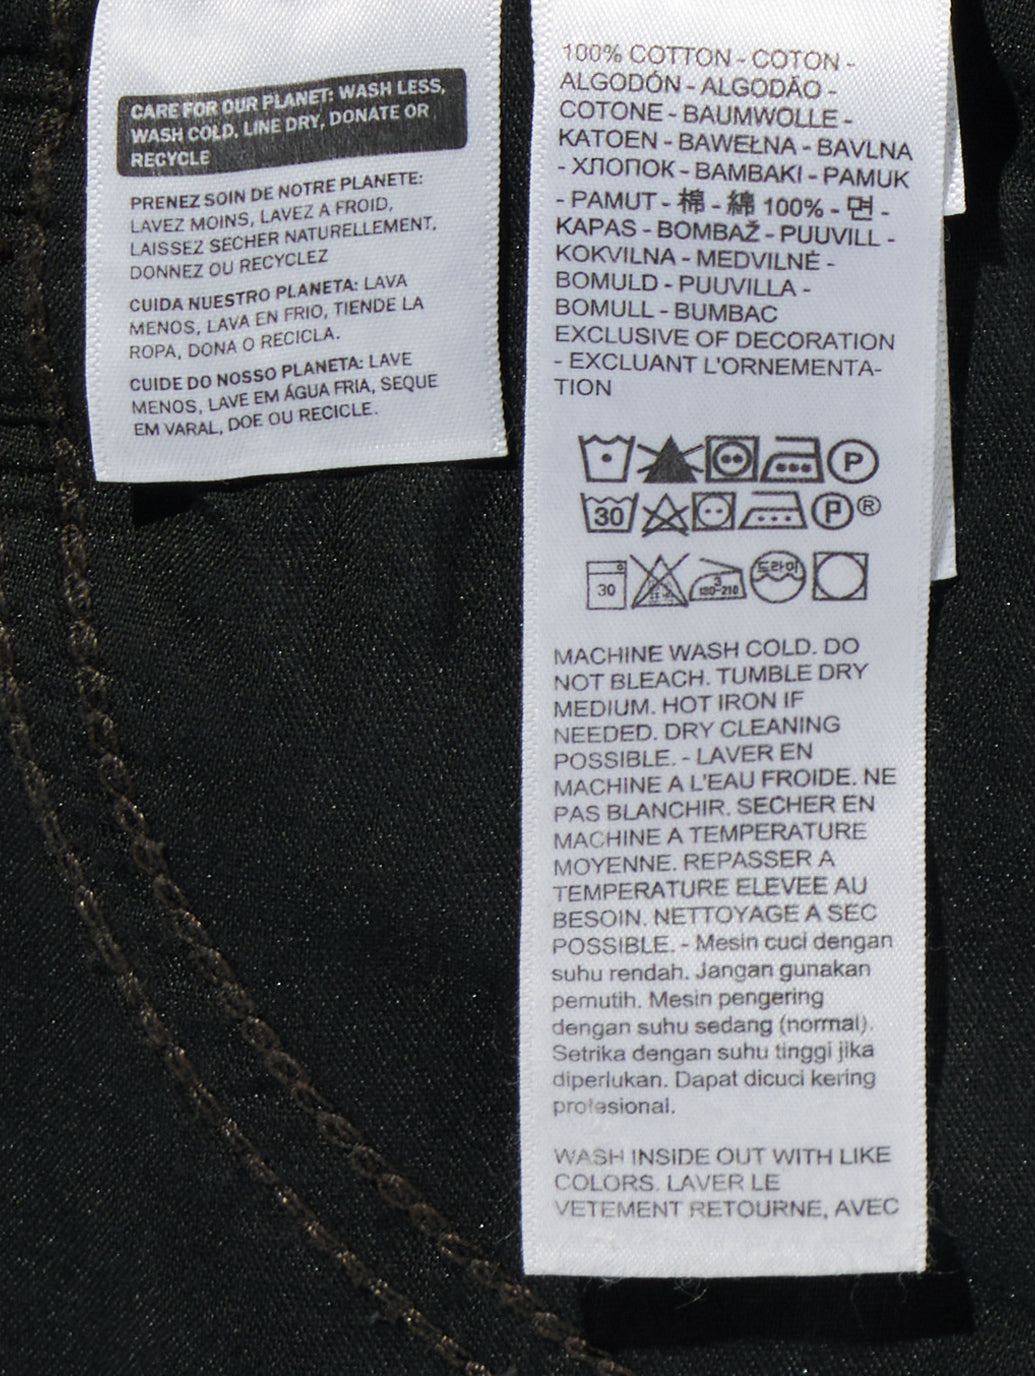 CARE FOR OUR PLANET: WASH LESS,
WASH COLD, LINE DRY, DONATE OR
RECYCLE
PRENEZ SOIN DE NOTRE PLANETE:
LAVEZ MOINS, LAVEZ A FROID,
LAISSEZ SECHER NATURELLEMENT,
DONNEZ OU RECYCLEZ
CUIDA NUESTRO PLANETA: LAVA
MENOS, LAVA EN FRIO, TIENDE LA
ROPA, DONA O RECICLA.
CUIDE DO NOSSO PLANETA: LAVE
MENOS, LAVE EM ÁGUA FRIA, SEQUE
EM VARAL, DOE OU RECICLE.
100% COTTON - COTON -
ALGODÓN - ALGODÃO -
COTONE - BAUMWOLLE -
KATOEN - BAWEŁNA - BAVLNA
- ХЛОПОК - BAMBAKI - PAMUK
- PAMUT - 棉 - 綿 100% - 면 -
KAPAS - BOMBAŽ - PUUVILL -
KOKVILNA - MEDVILNĖ -
BOMULD - PUUVILLA -
BOMULL - BUMBAC
EXCLUSIVE OF DECORATION
- EXCLUANT L'ORNEMENTA-
TION
P
30 P ®
30 3 180-210 드라이
MACHINE WASH COLD. DO
NOT BLEACH. TUMBLE DRY
MEDIUM. HOT IRON IF
NEEDED. DRY CLEANING
POSSIBLE. - LAVER EN
MACHINE A L'EAU FROIDE. NE
PAS BLANCHIR. SECHER EN
MACHINE A TEMPERATURE
MOYENNE. REPASSER A
TEMPERATURE ELEVEE AU
BESOIN. NETTOYAGE A SEC
POSSIBLE. - Mesin cuci dengan
suhu rendah. Jangan gunakan
pemutih. Mesin pengering
dengan suhu sedang (normal).
Setrika dengan suhu tinggi jika
diperlukan. Dapat dicuci kering
profesional.
WASH INSIDE OUT WITH LIKE
COLORS. LAVER LE
VETEMENT RETOURNE, AVEC